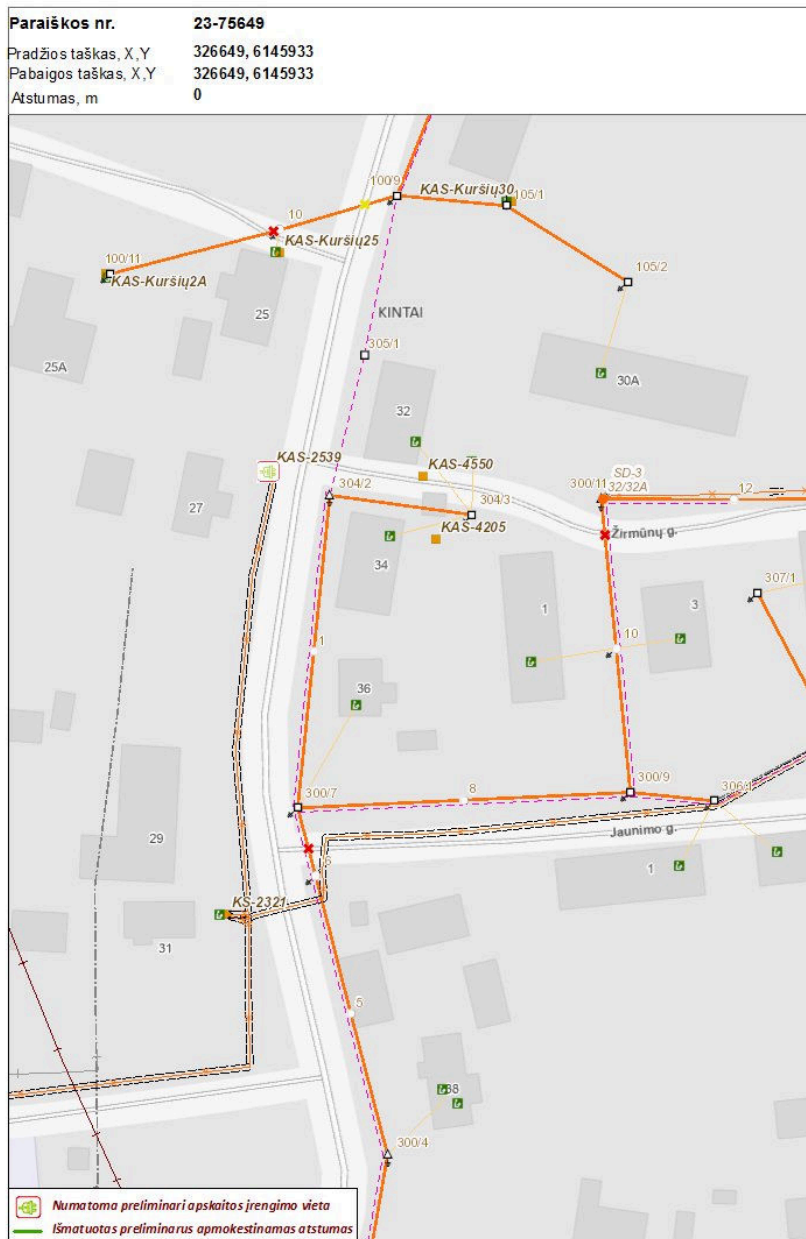 Paraiškos nr. 23-75649
Pradžios taškas, X,Y 326649, 6145933
Pabaigos taškas, X,Y 326649, 6145933
Atstumas, m 0
100/9
KAS-Kuršių30
105/1
10
KAS-Kuršių25
100/11
KAS-Kuršių2A
105/2
25
KINTAI
305/1
25A
30A
32
KAS-2539
KAS-4550
SD-3
32/32A
300/11
12
304/2
304/3
27
KAS-4205
Žirmūnų g.
34
307/1
1
3
1
10
36
300/7
8
300/9
306/1
29
Jaunimo g.
6
1
KS-2321
31
5
38
300/4
Numatoma preliminari apskaitos įrengimo vieta
Išmatuotas preliminarus apmokestinamas atstumas